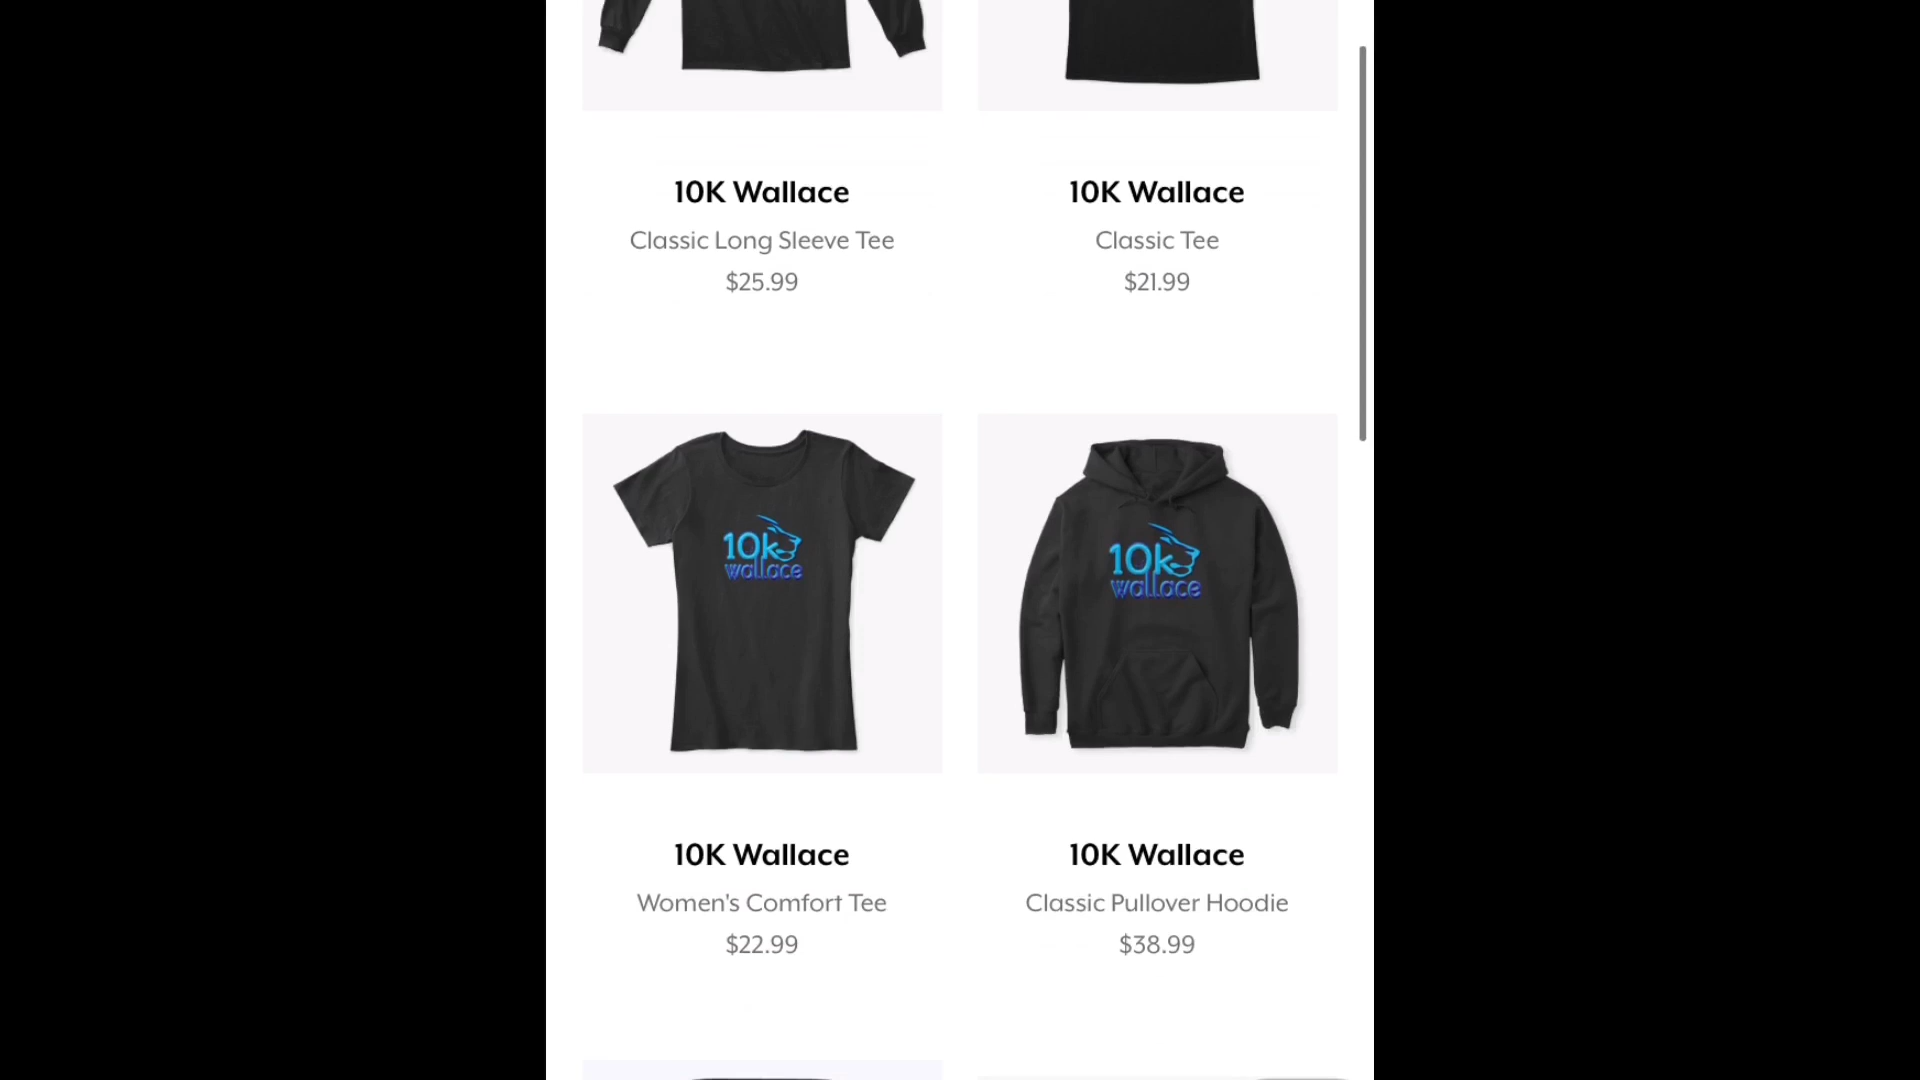 10K Wallace
Classic Long Sleeve Tee
$25.99
10K Wallace
Classic Tee
$21.99
10k
wallace
10k
wallace
10K Wallace
Women's Comfort Tee
$22.99
10K Wallace
Classic Pullover Hoodie
$38.99